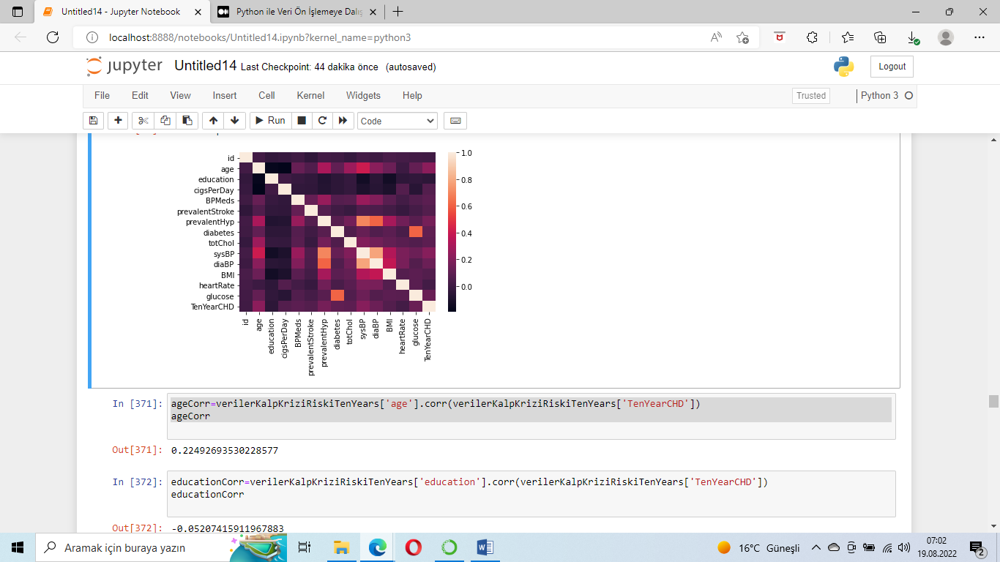 Untitled14 - Jupyter Notebook
Python ile Veri Ön İşlemeye Dalış
localhost:8888/notebooks/Untitled14.ipynb?kernel_name=python3
jupyter Untitled14 Last Checkpoint: 44 dakika önce (autosaved)
Logout
File Edit View Insert Cell Kernel Widgets Help
Trusted
Python 3
Run
Code
id
age
education
cigsPerDay
BPMeds
prevalentStroke
prevalentHyp
diabetes
totChol
sysBP
diaBP
BMI
heartRate
glucose
TenYearCHD
1.0
0.8
0.6
0.4
0.2
0.0
id
age
education
cigsPerDay
BPMeds
prevalentStroke
prevalentHyp
diabetes
totChol
sysBP
diaBP
BMI
heartRate
glucose
TenYearCHD
In [371]: ageCorr=verilerKalpKriziRiskiTenYears['age'].corr(verilerKalpKriziRiskiTenYears['TenYearCHD'])
ageCorr
Out[371]: 0.22492693530228577
In [372]: educationCorr=verilerKalpKriziRiskiTenYears['education'].corr(verilerKalpKriziRiskiTenYears['TenYearCHD'])
educationCorr
Out[372]: -0.05207415911967883
Aramak için buraya yazın
16°C Güneşli
07:02
19.08.2022
2